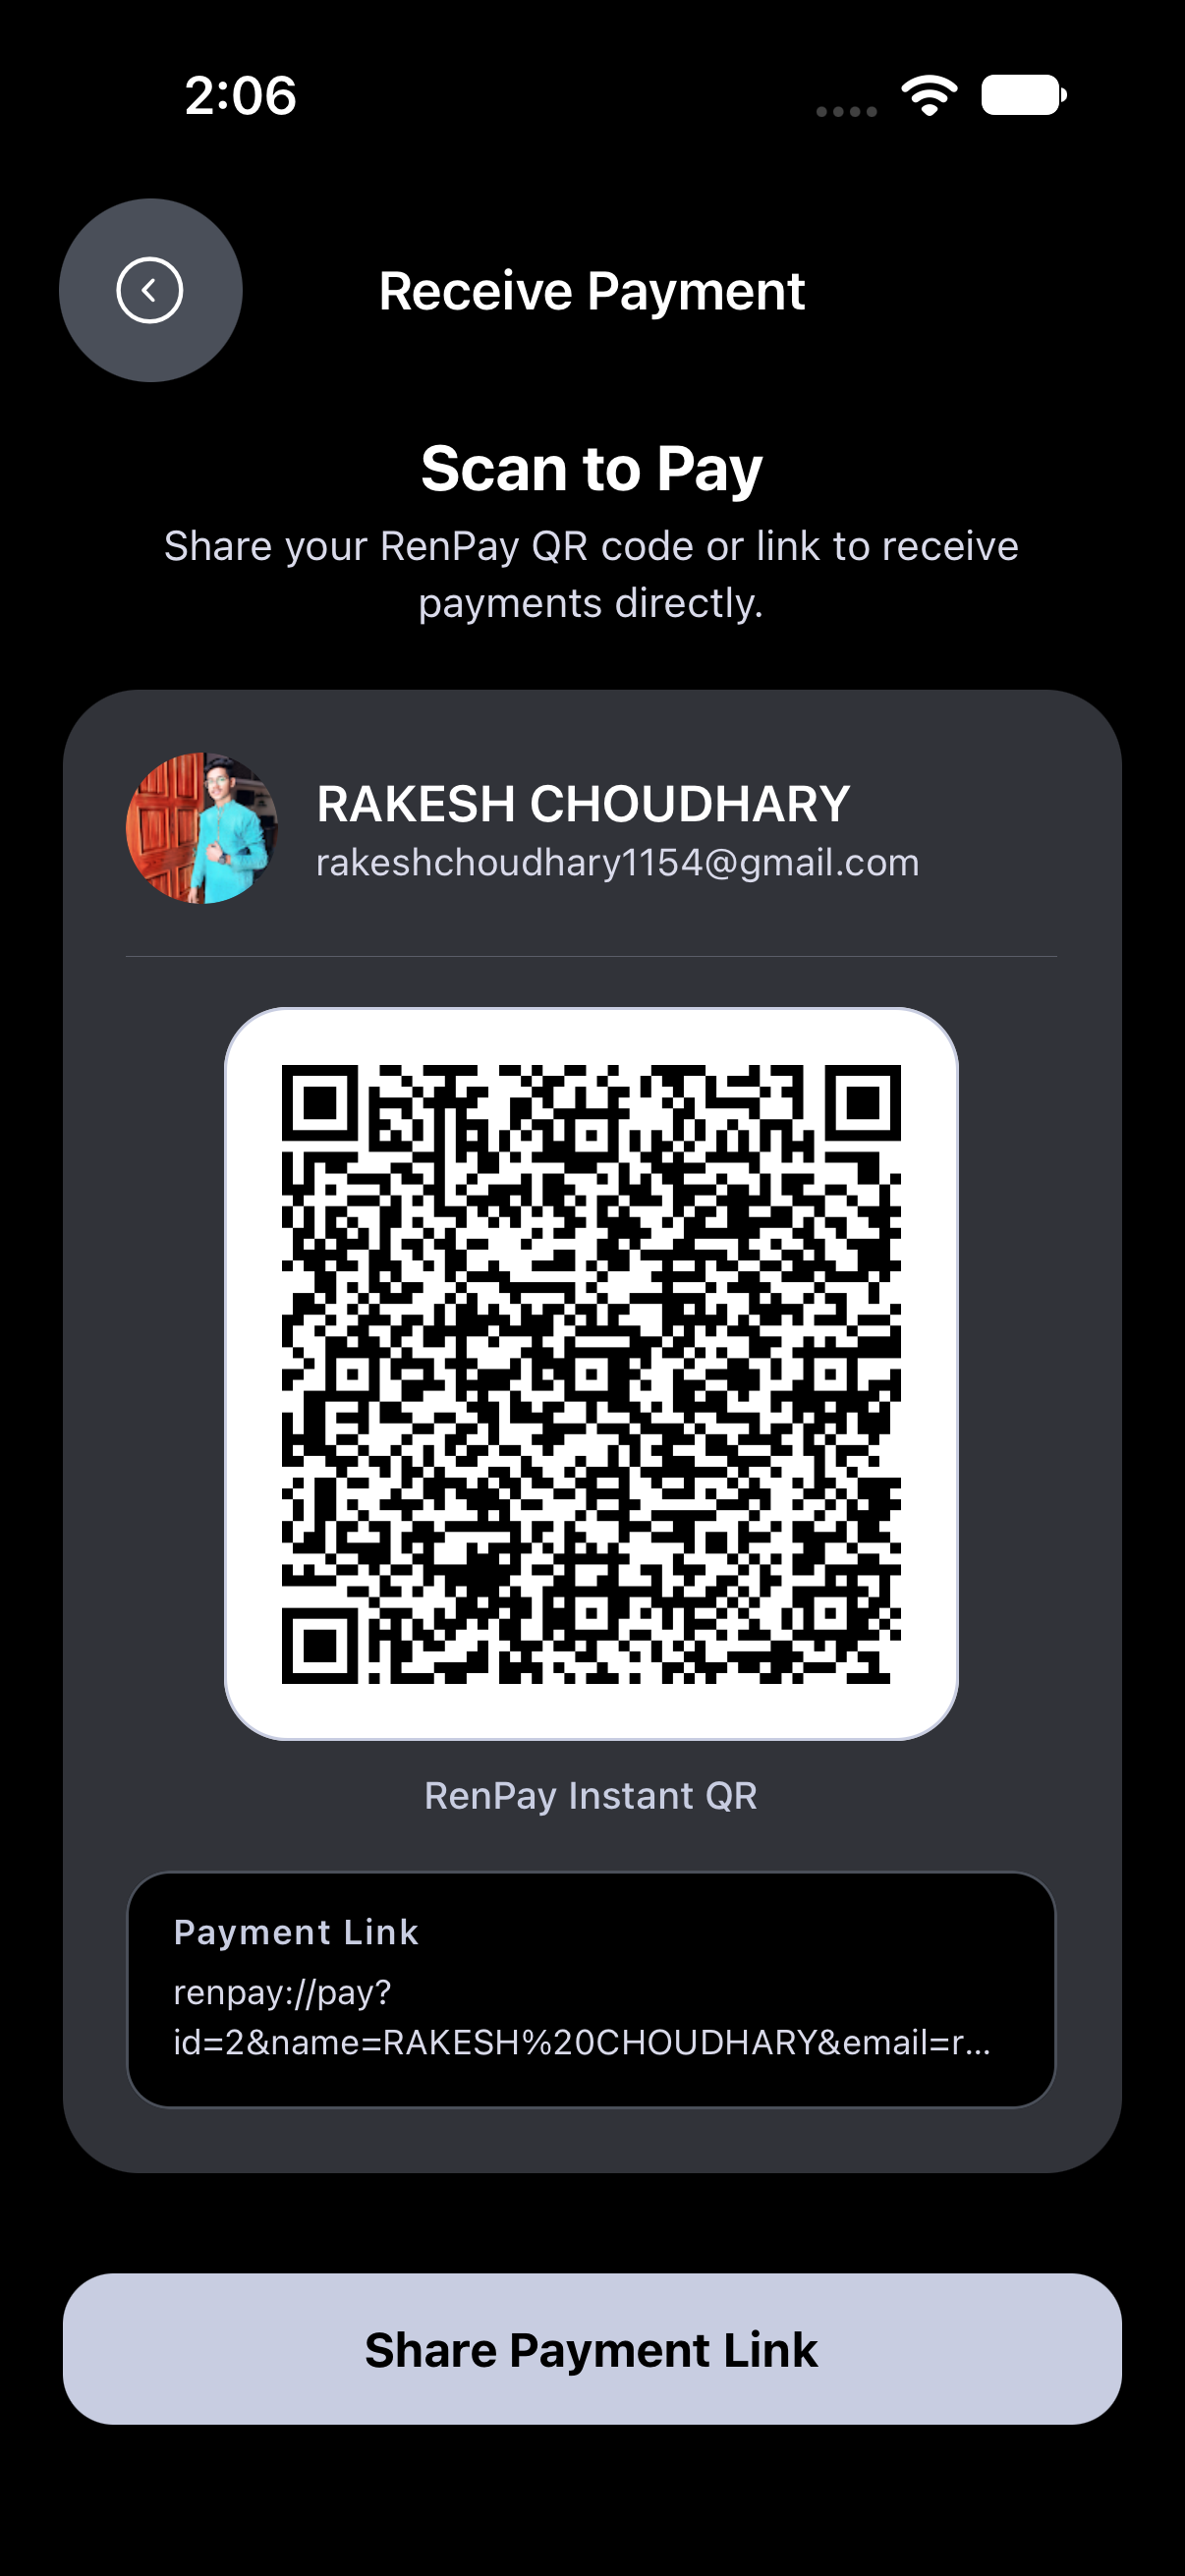 2:06
Receive Payment
Scan to Pay
Share your RenPay QR code or link to receive
payments directly.
RAKESH CHOUDHARY
rakeshchoudhary1154@gmail.com
RenPay Instant QR
Payment Link
renpay://pay?
id=2&name=RAKESH%20CHOUDHARY&email=r...
Share Payment Link